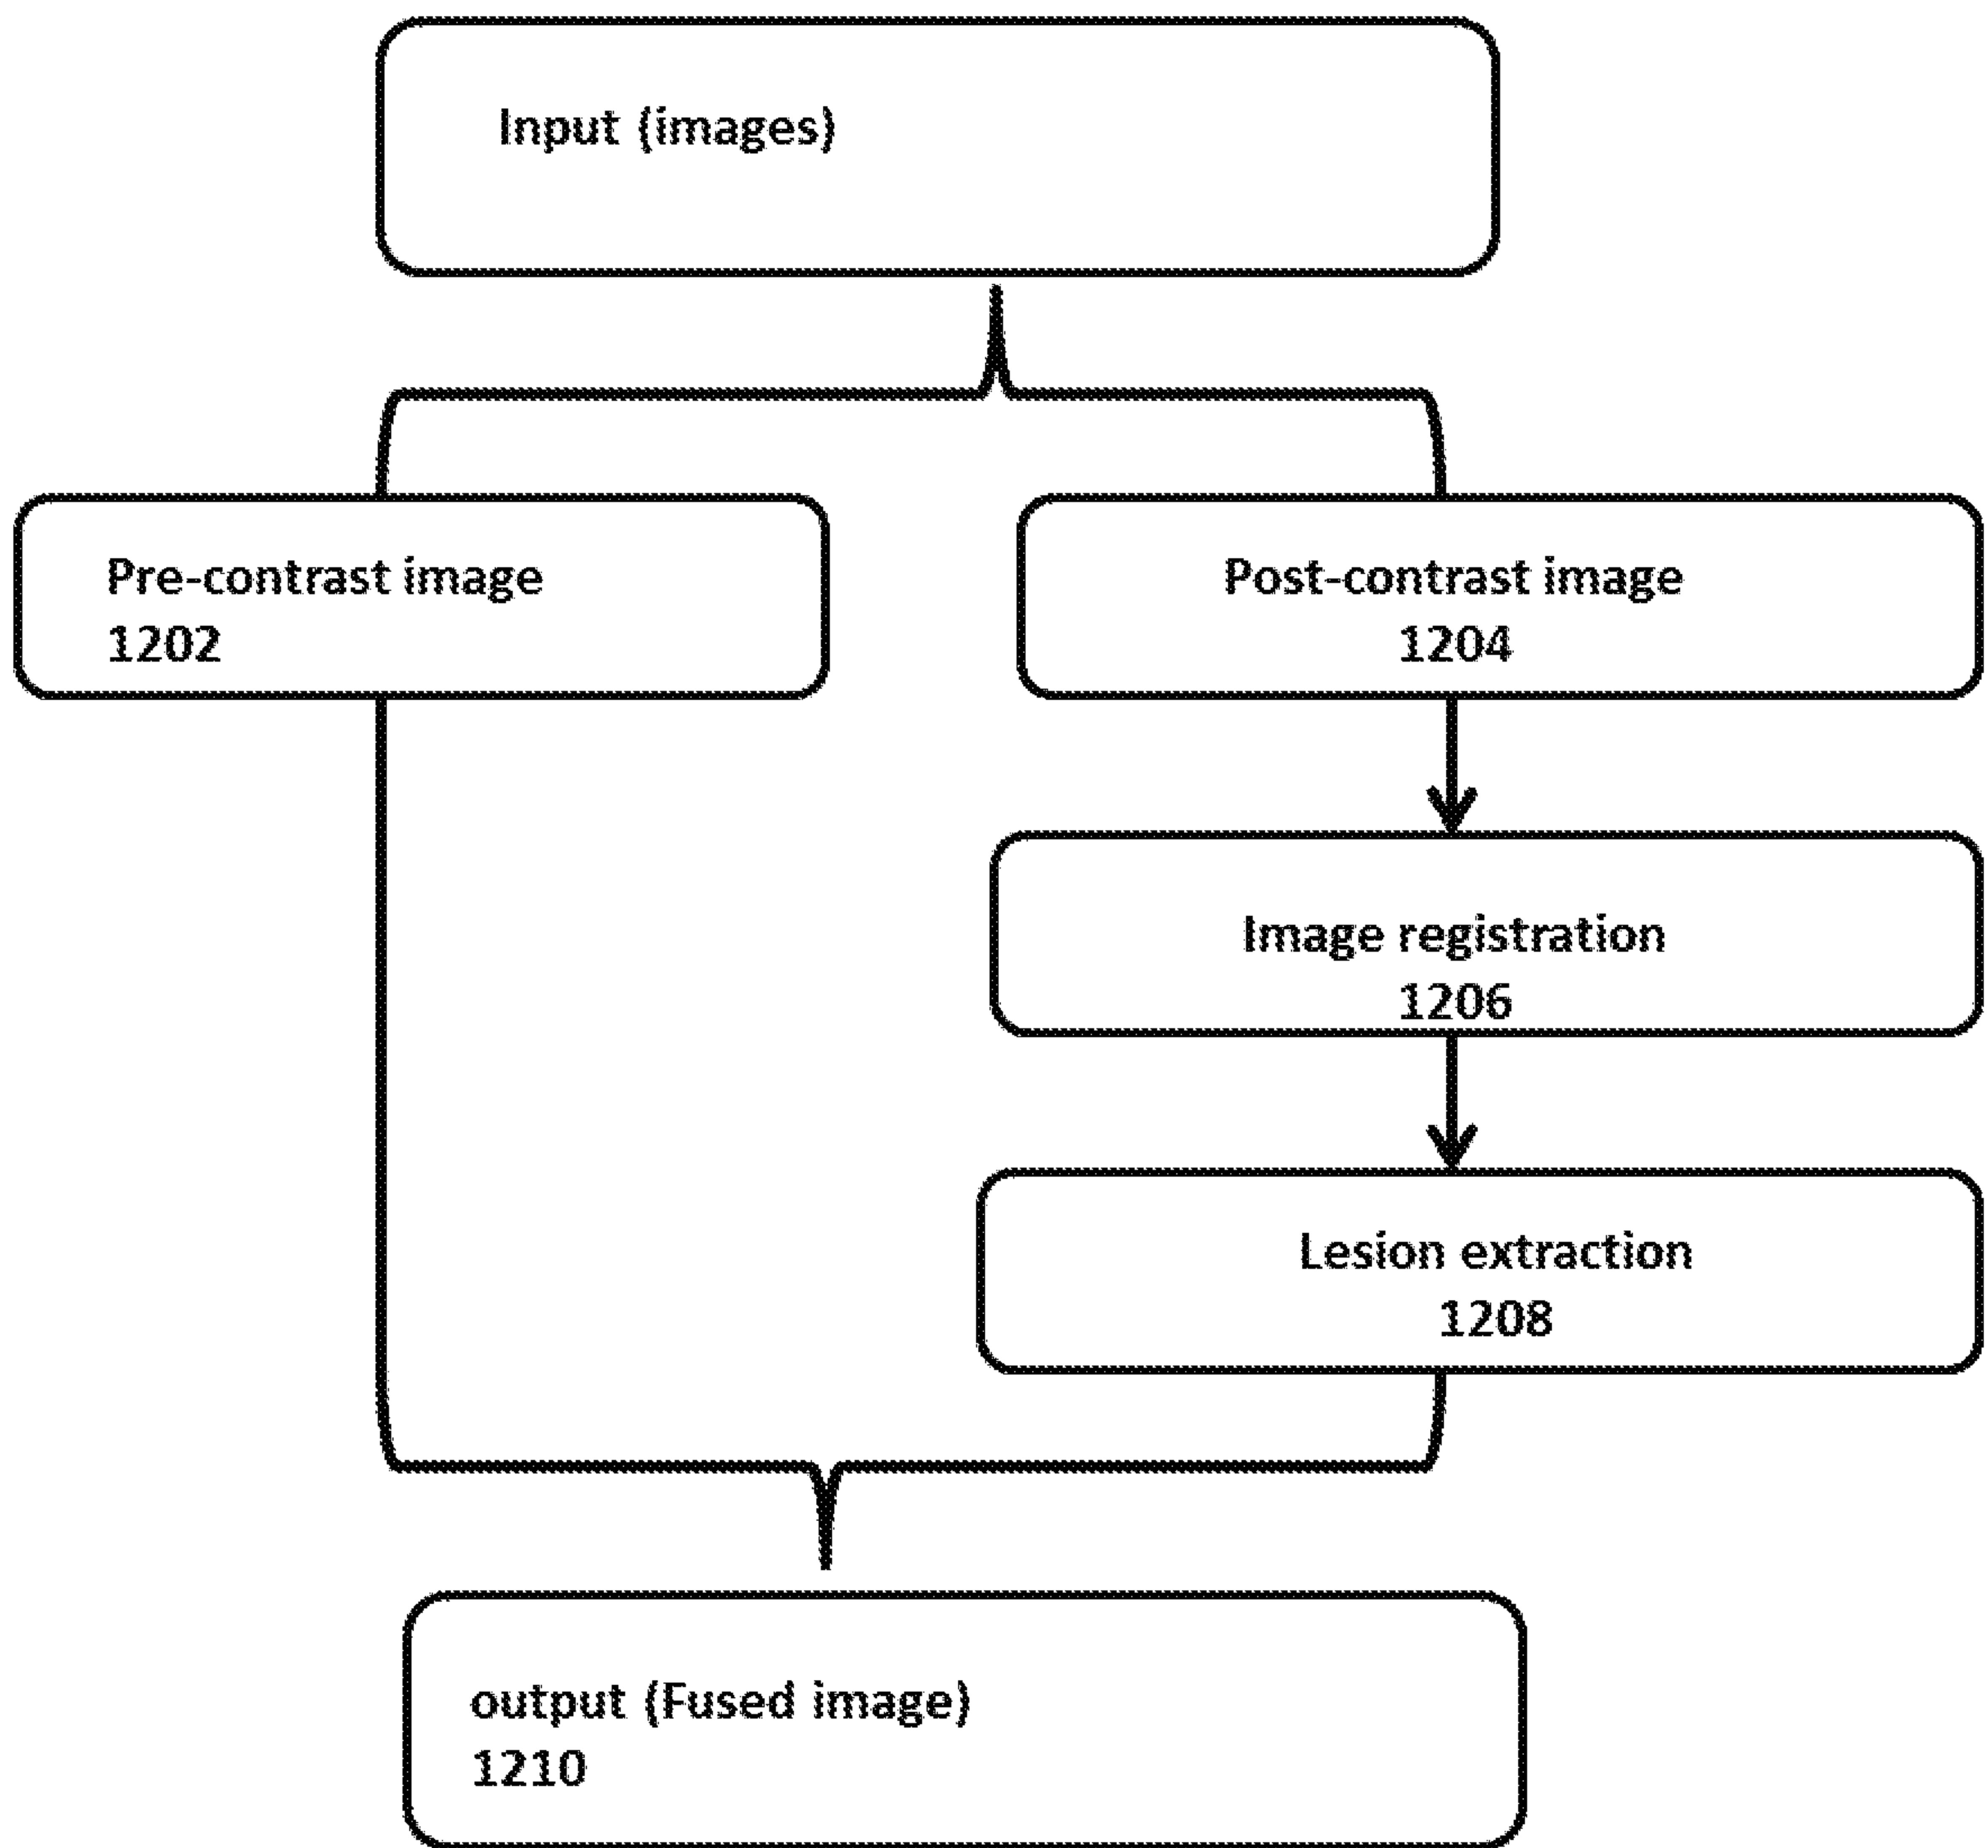 Input (images)
Pre-contrast image
1202
Post-contrast image
1204
Image registration
1206
Lesion extraction
1208
output (Fused image)
1210